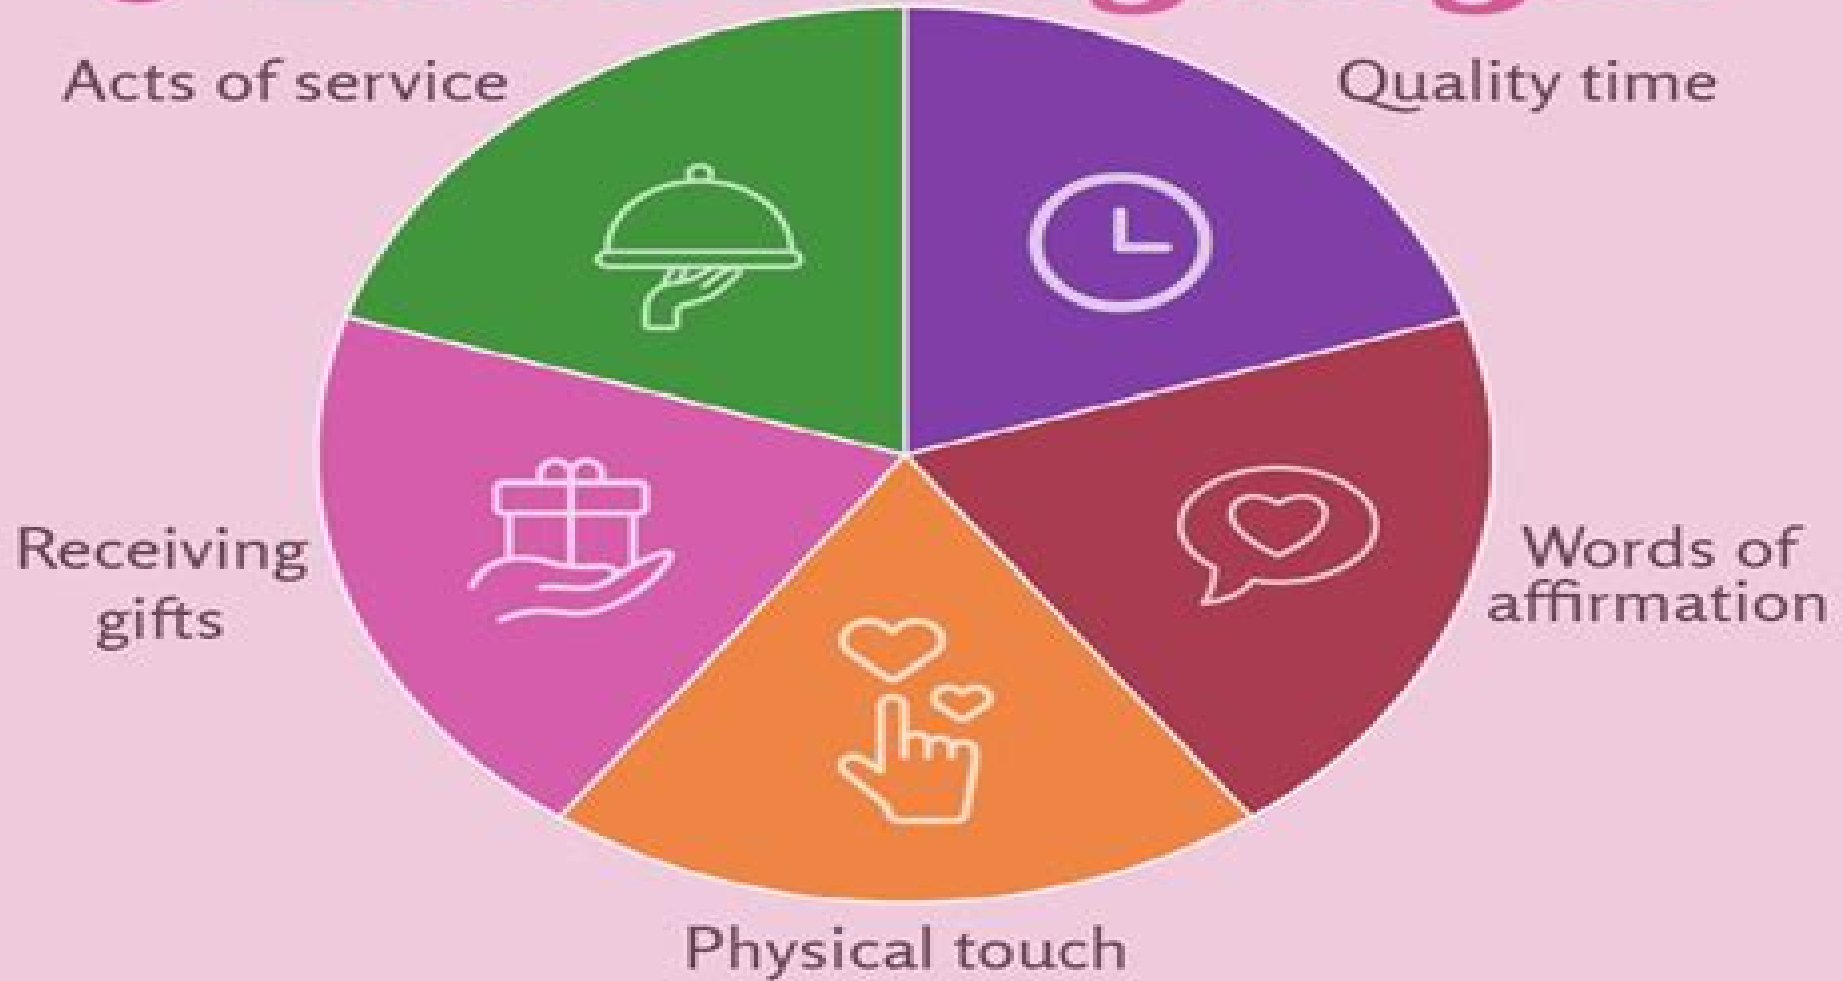 Acts of service
Quality time
Receiving
gifts
Words of
affirmation
Physical touch